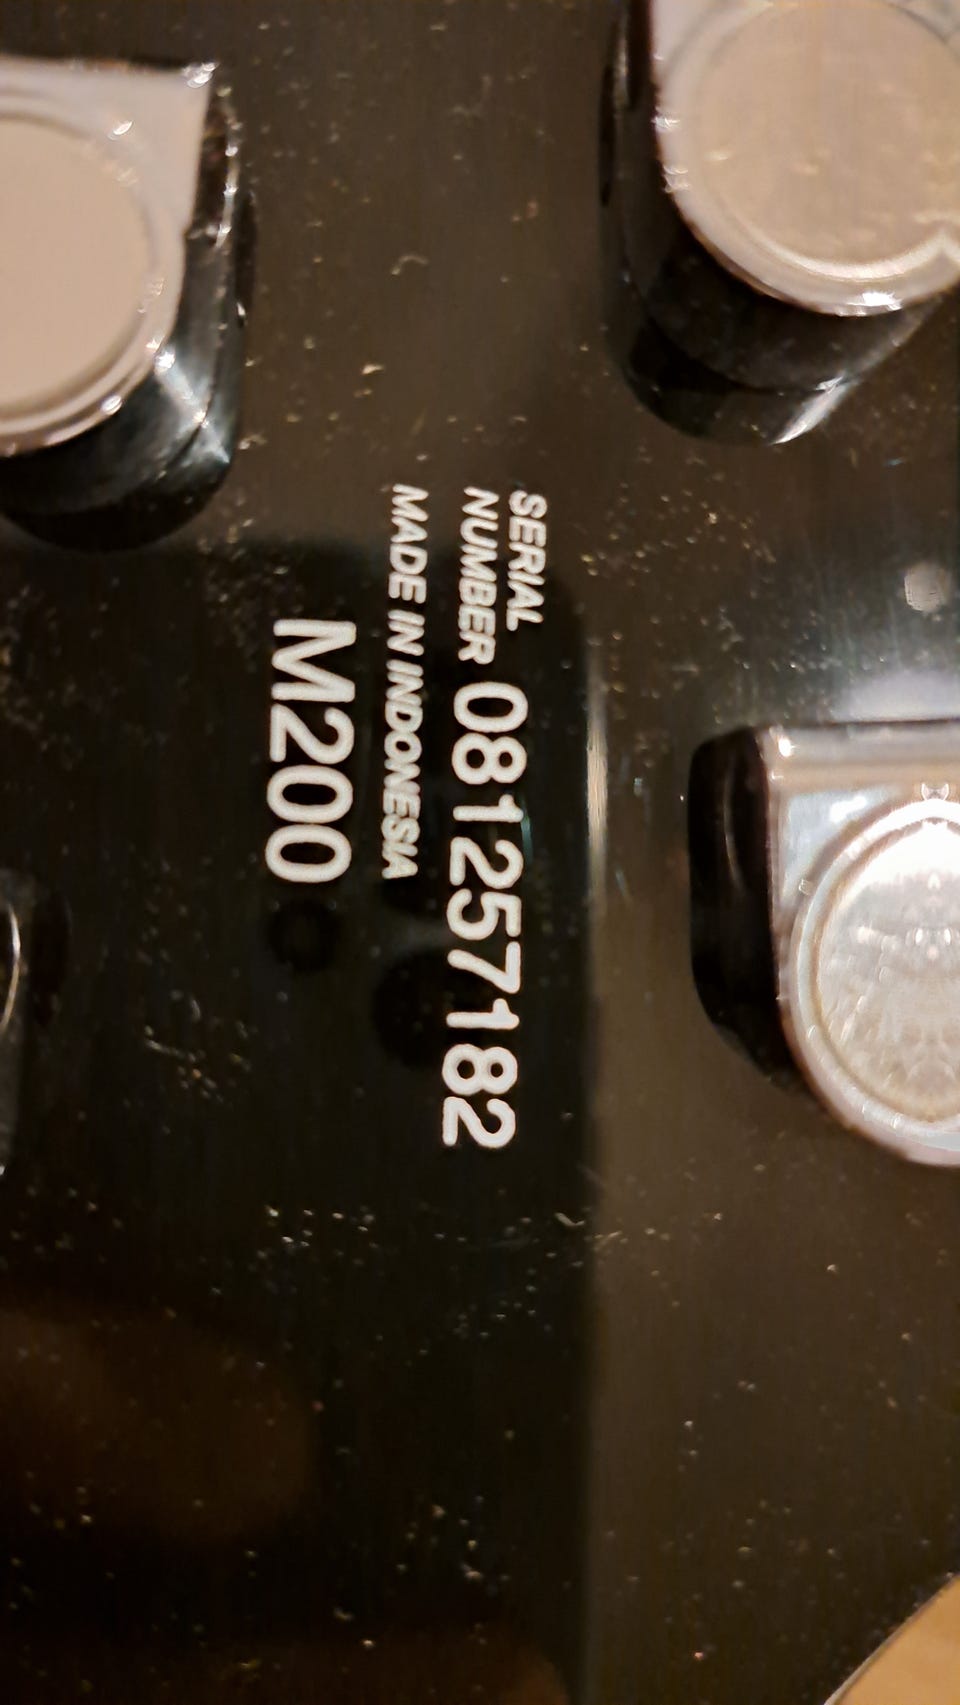 SERIAL
NUMBER 081257182
MADE IN INDONESIA
M200